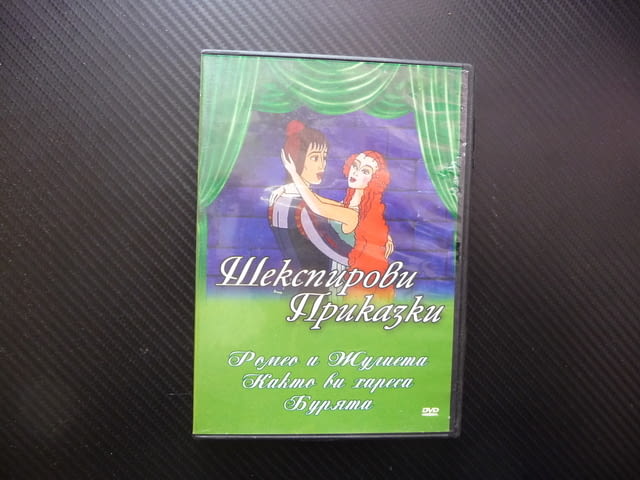 Шекспирови
Приказки
Ромео и Жулиета
Както ви хареса
Бурята
DVD